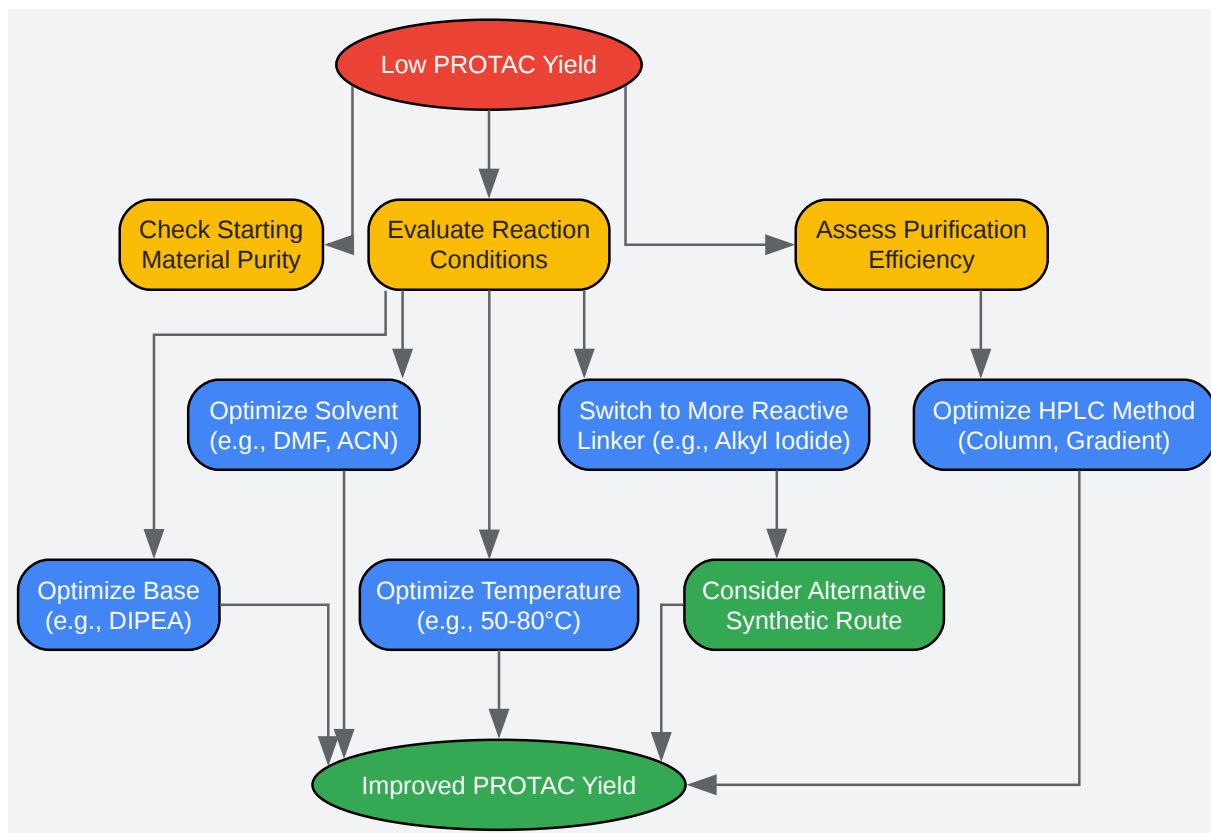 Low PROTAC Yield
Check Starting
Material Purity
Evaluate Reaction
Conditions
Assess Purification
Efficiency
Optimize Solvent
(e.g., DMF, ACN)
Switch to More Reactive
Linker (e.g., Alkyl Iodide)
Optimize HPLC Method
(Column, Gradient)
Optimize Base
(e.g., DIPEA)
Optimize Temperature
(e.g., 50-80°C)
Consider Alternative
Synthetic Route
Improved PROTAC Yield